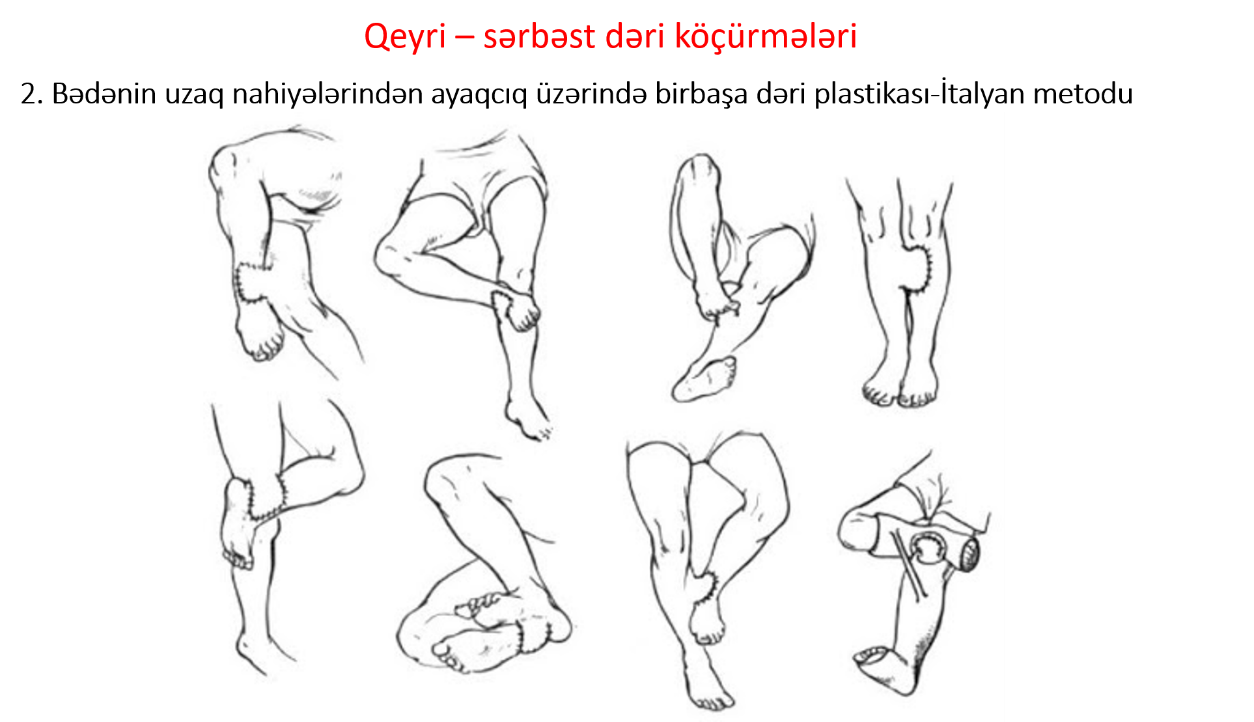 Qeyri – sərbəst dəri köçürmələri
2. Bədənin uzaq nahiyələrindən ayaqcıq üzərində birbaşa dəri plastikası-İtalyan metodu